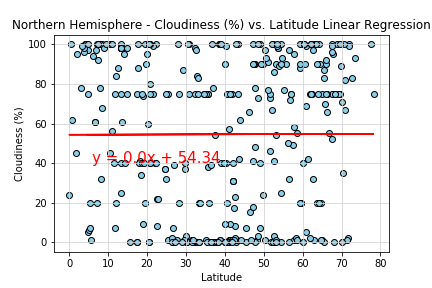 Northern Hemisphere - Cloudiness (%) vs. Latitude Linear Regression
Cloudiness (%)
100
80
60
40
20
0
y = 0.0x + 54.34
0 10 20 30 40 50 60 70 80
Latitude